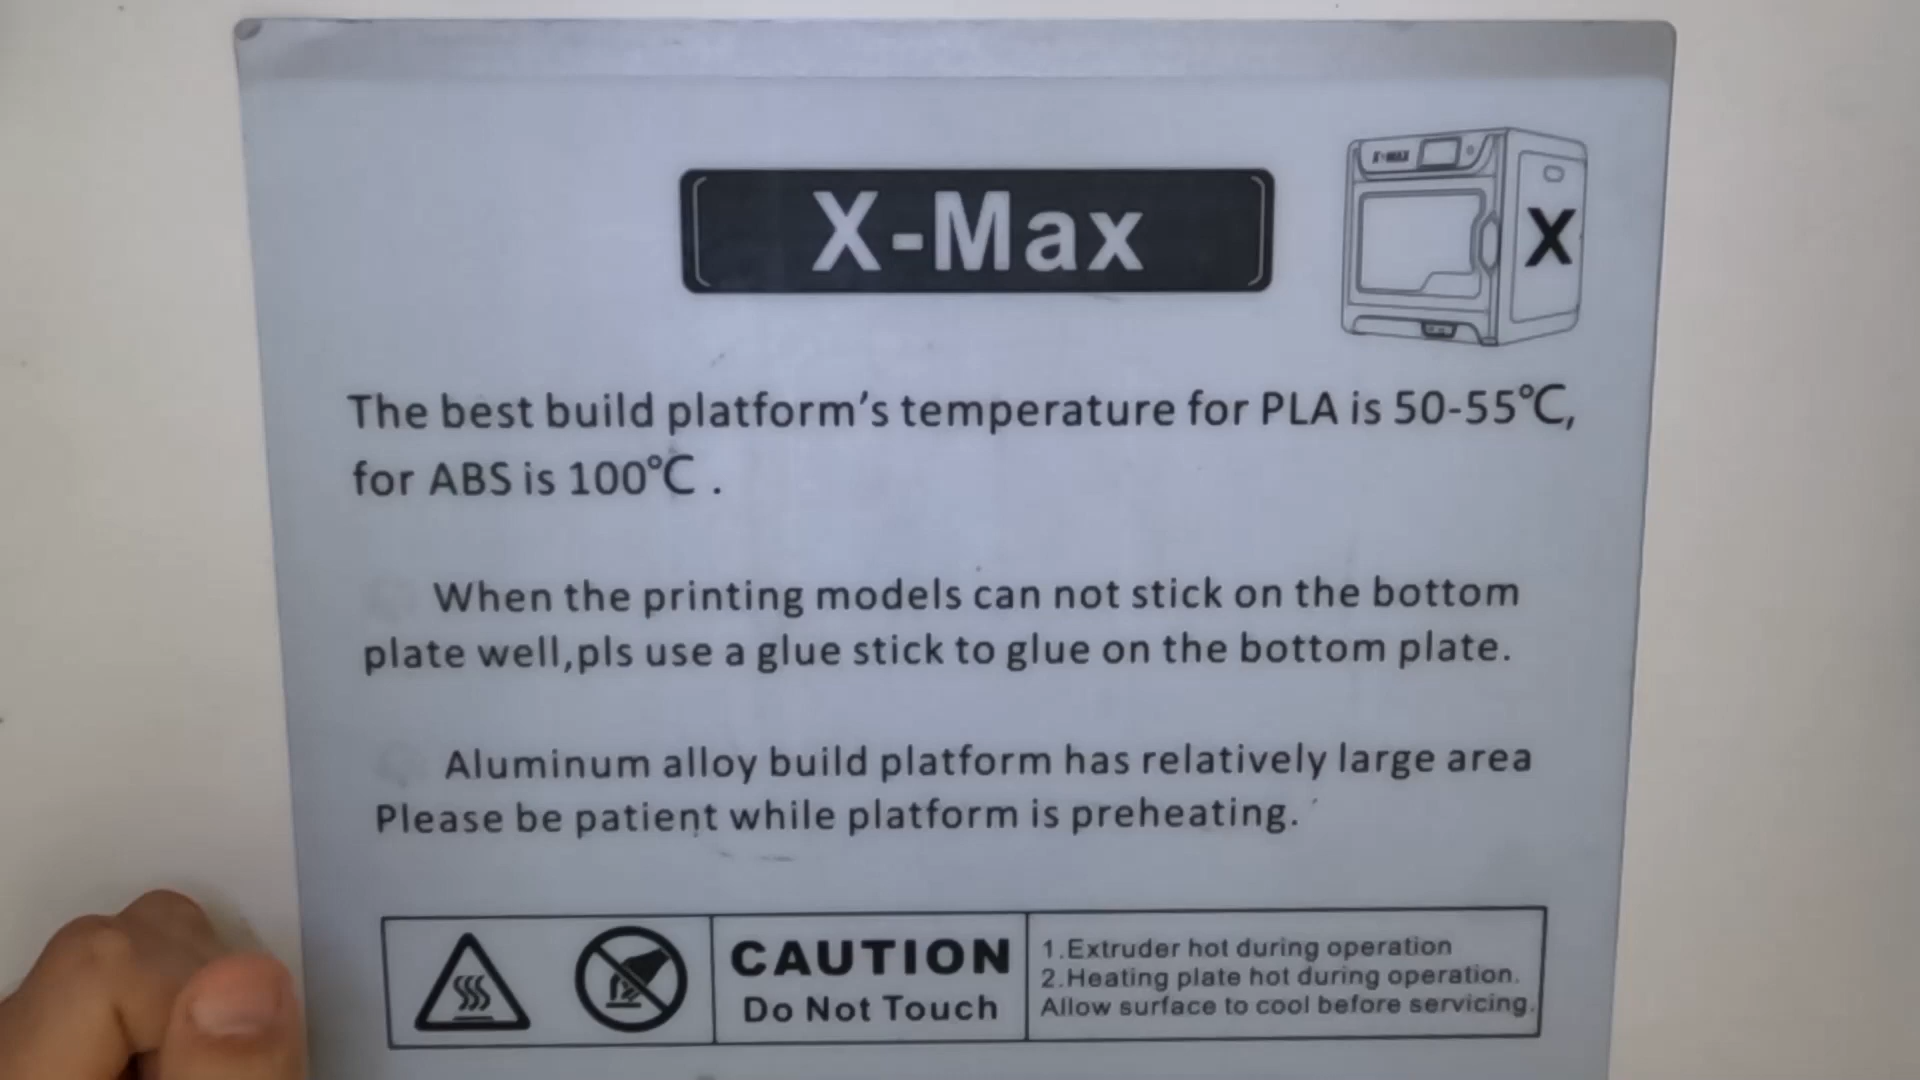 X-Max
X-MAX
X
The best build platform's temperature for PLA is 50-55℃,
for ABS is 100℃ .
When the printing models can not stick on the bottom
plate well,pls use a glue stick to glue on the bottom plate.
Aluminum alloy build platform has relatively large area
Please be patient while platform is preheating.
CAUTION
Do Not Touch
1.Extruder hot during operation
2.Heating plate hot during operation.
Allow surface to cool before servicing.